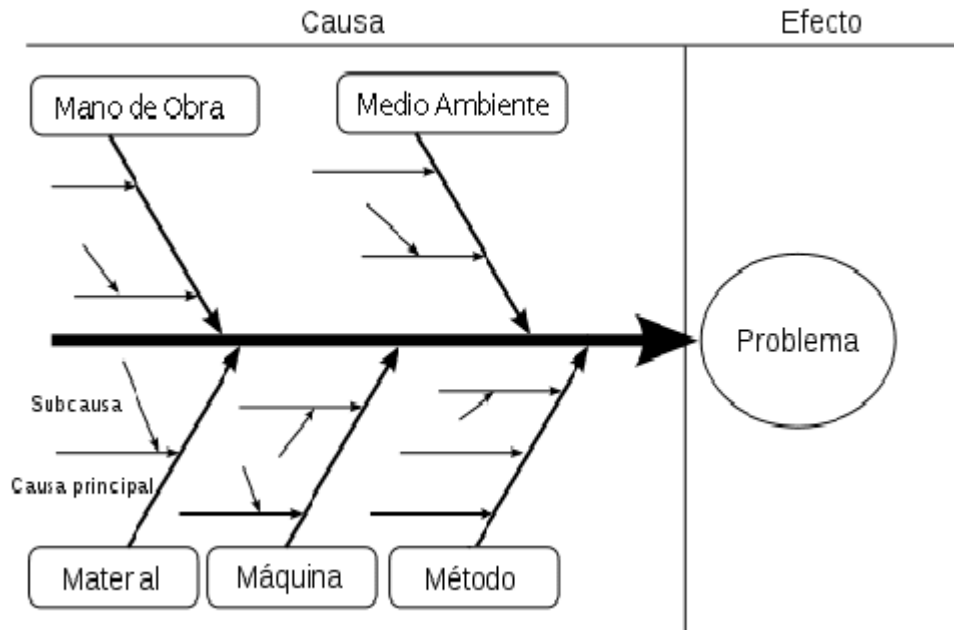 Causa
Efecto
Mano de Obra
Medio Ambiente
Problema
Subcausa
Causa principal
Mater al
Máquina
Método